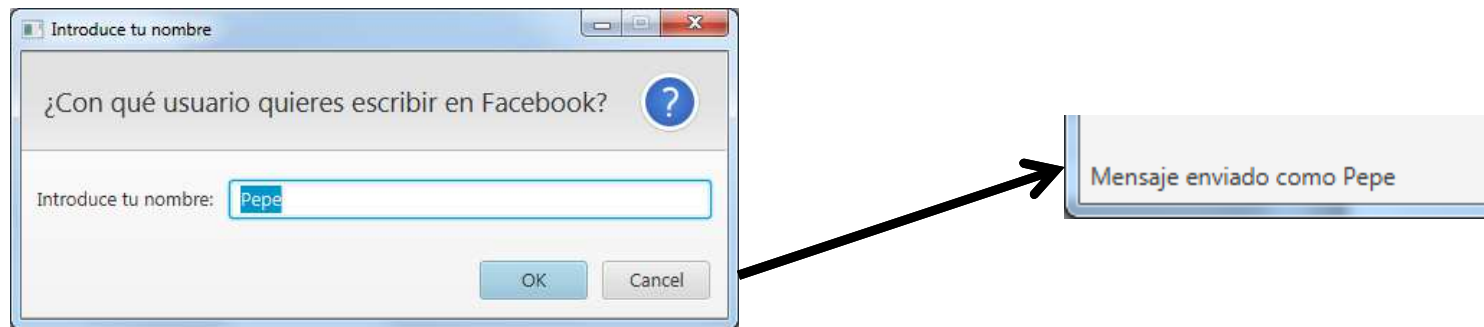 Introduce tu nombre
¿Con qué usuario quieres escribir en Facebook?
?
Introduce tu nombre: Pepe
OK Cancel
Mensaje enviado como Pepe